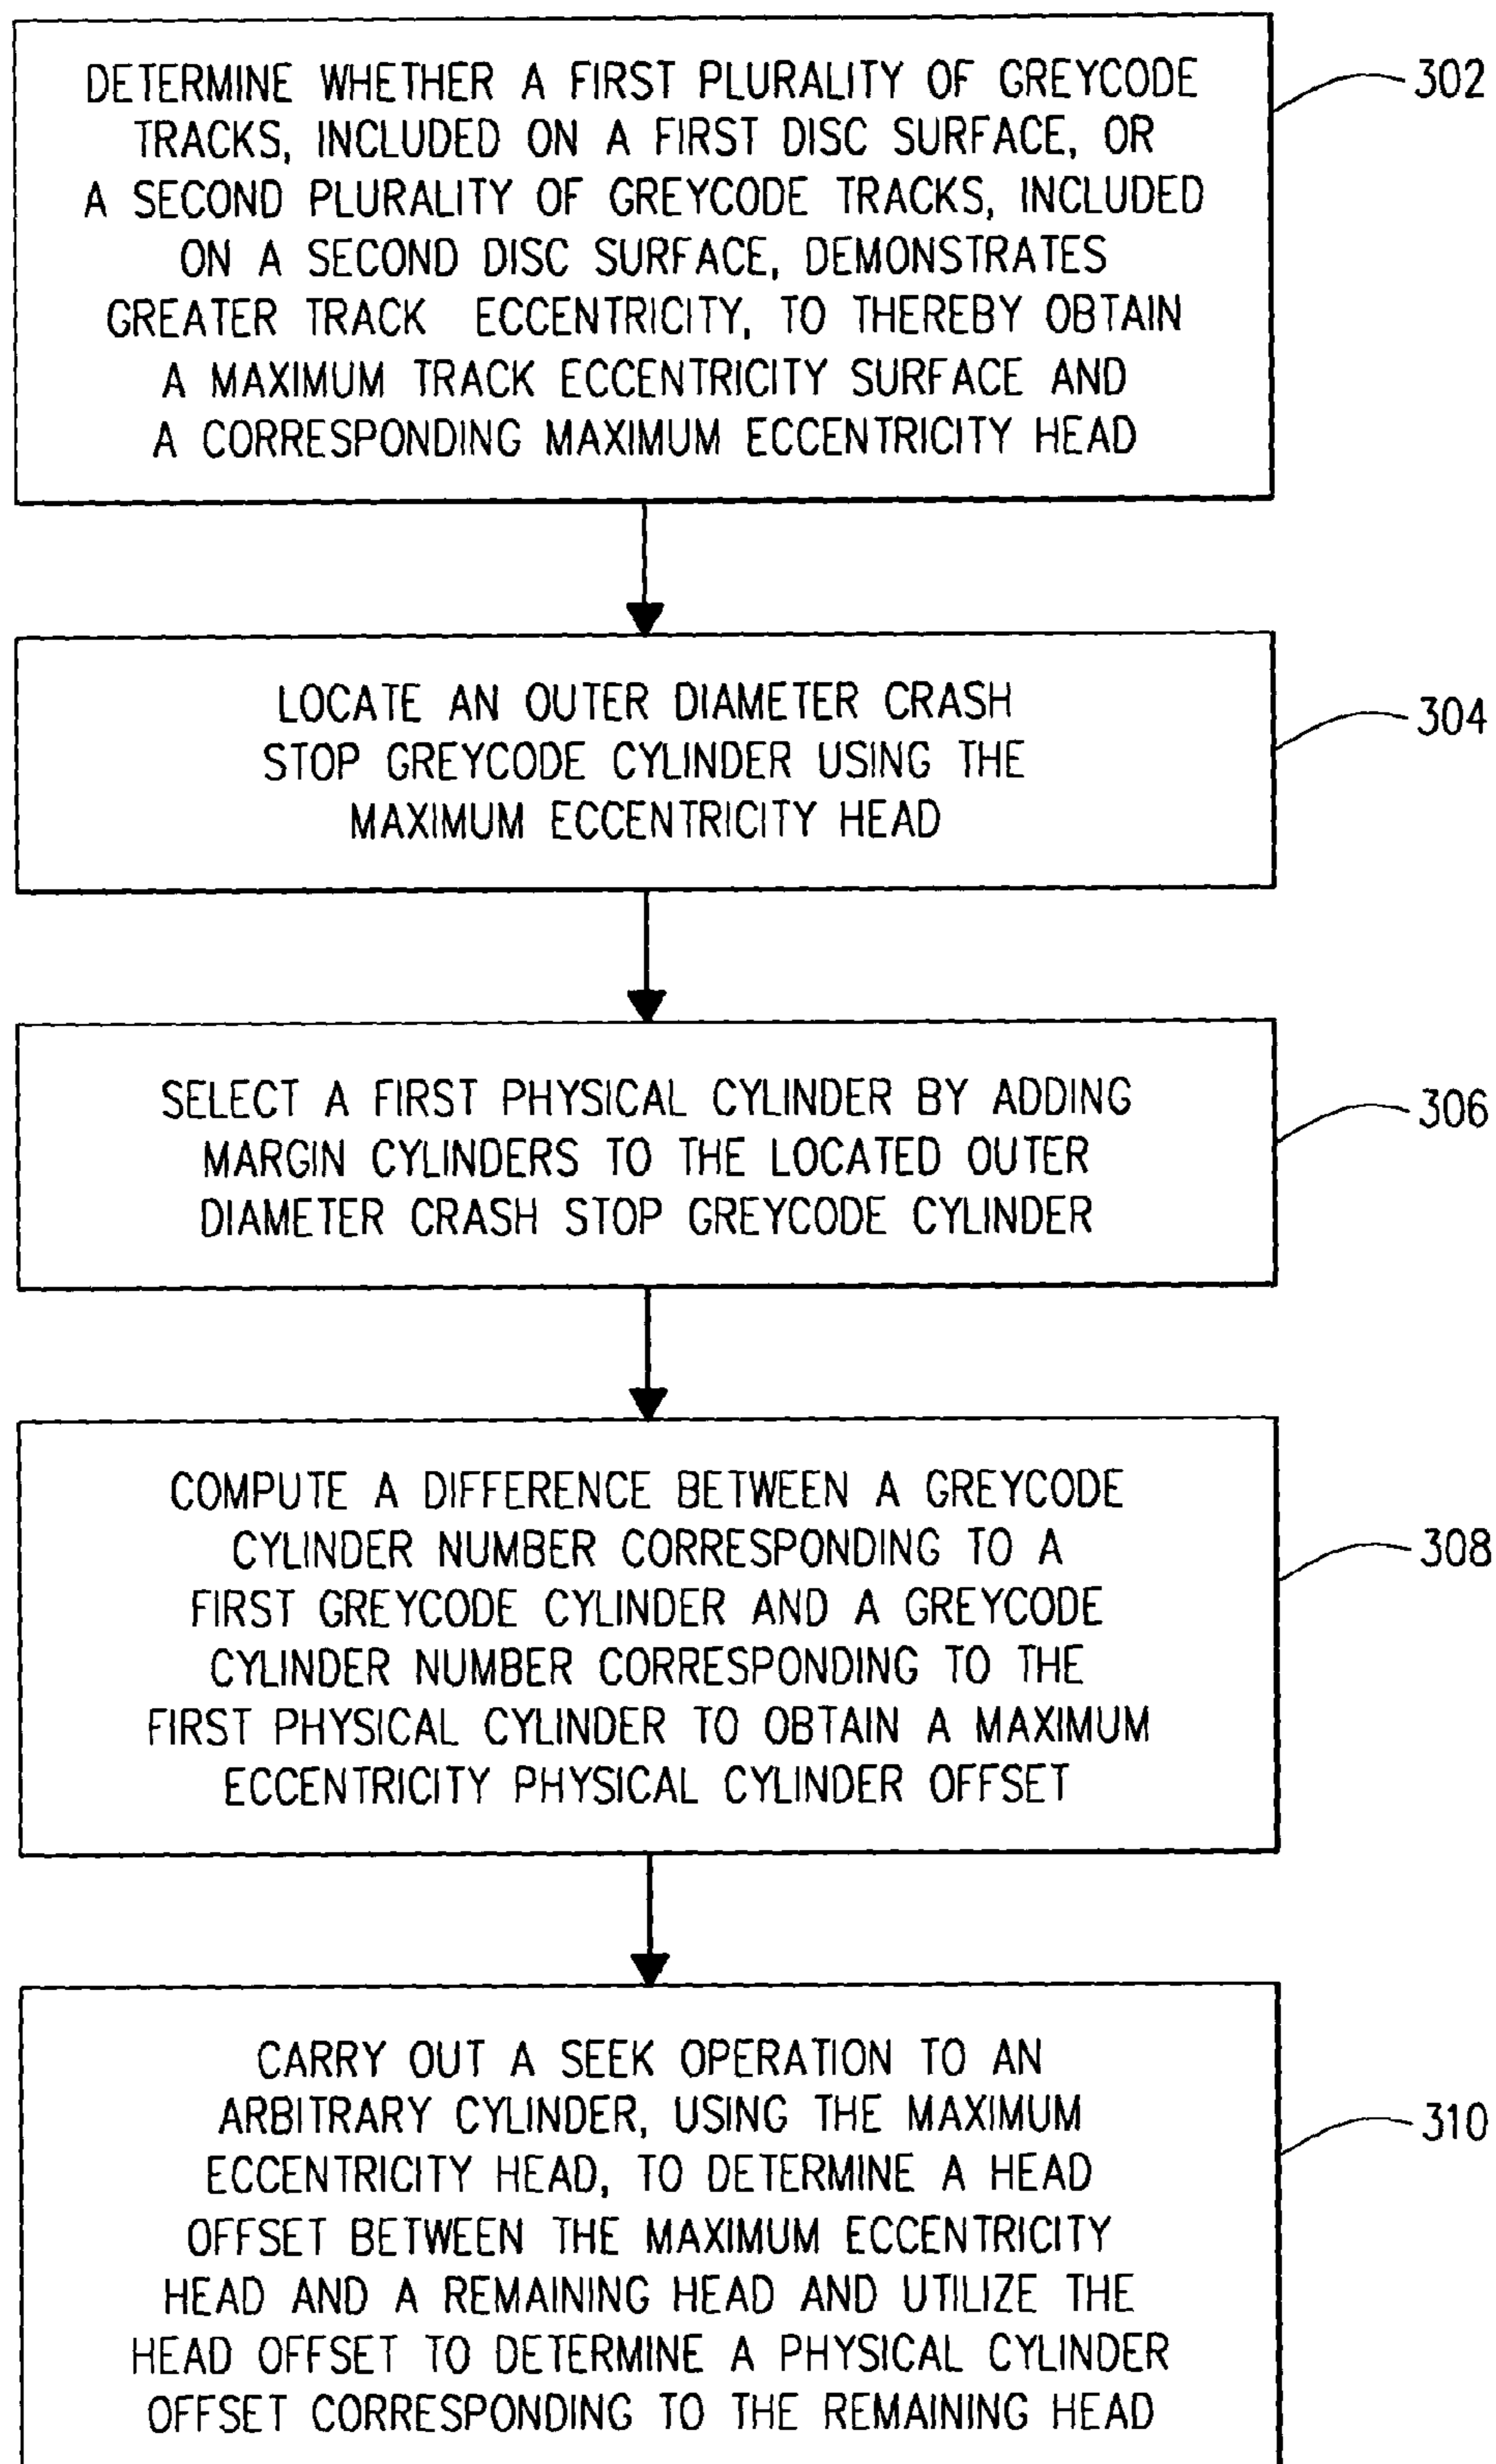 DETERMINE WHETHER A FIRST PLURALITY OF GREYCODE
TRACKS, INCLUDED ON A FIRST DISC SURFACE, OR
A SECOND PLURALITY OF GREYCODE TRACKS, INCLUDED
ON A SECOND DISC SURFACE, DEMONSTRATES
GREATER TRACK ECCENTRICITY, TO THEREBY OBTAIN
A MAXIMUM TRACK ECCENTRICITY SURFACE AND
A CORRESPONDING MAXIMUM ECCENTRICITY HEAD
302
LOCATE AN OUTER DIAMETER CRASH
STOP GREYCODE CYLINDER USING THE
MAXIMUM ECCENTRICITY HEAD
304
SELECT A FIRST PHYSICAL CYLINDER BY ADDING
MARGIN CYLINDERS TO THE LOCATED OUTER
DIAMETER CRASH STOP GREYCODE CYLINDER
306
COMPUTE A DIFFERENCE BETWEEN A GREYCODE
CYLINDER NUMBER CORRESPONDING TO A
FIRST GREYCODE CYLINDER AND A GREYCODE
CYLINDER NUMBER CORRESPONDING TO THE
FIRST PHYSICAL CYLINDER TO OBTAIN A MAXIMUM
ECCENTRICITY PHYSICAL CYLINDER OFFSET
308
CARRY OUT A SEEK OPERATION TO AN
ARBITRARY CYLINDER, USING THE MAXIMUM
ECCENTRICITY HEAD, TO DETERMINE A HEAD
OFFSET BETWEEN THE MAXIMUM ECCENTRICITY
HEAD AND A REMAINING HEAD AND UTILIZE THE
HEAD OFFSET TO DETERMINE A PHYSICAL CYLINDER
OFFSET CORRESPONDING TO THE REMAINING HEAD
310